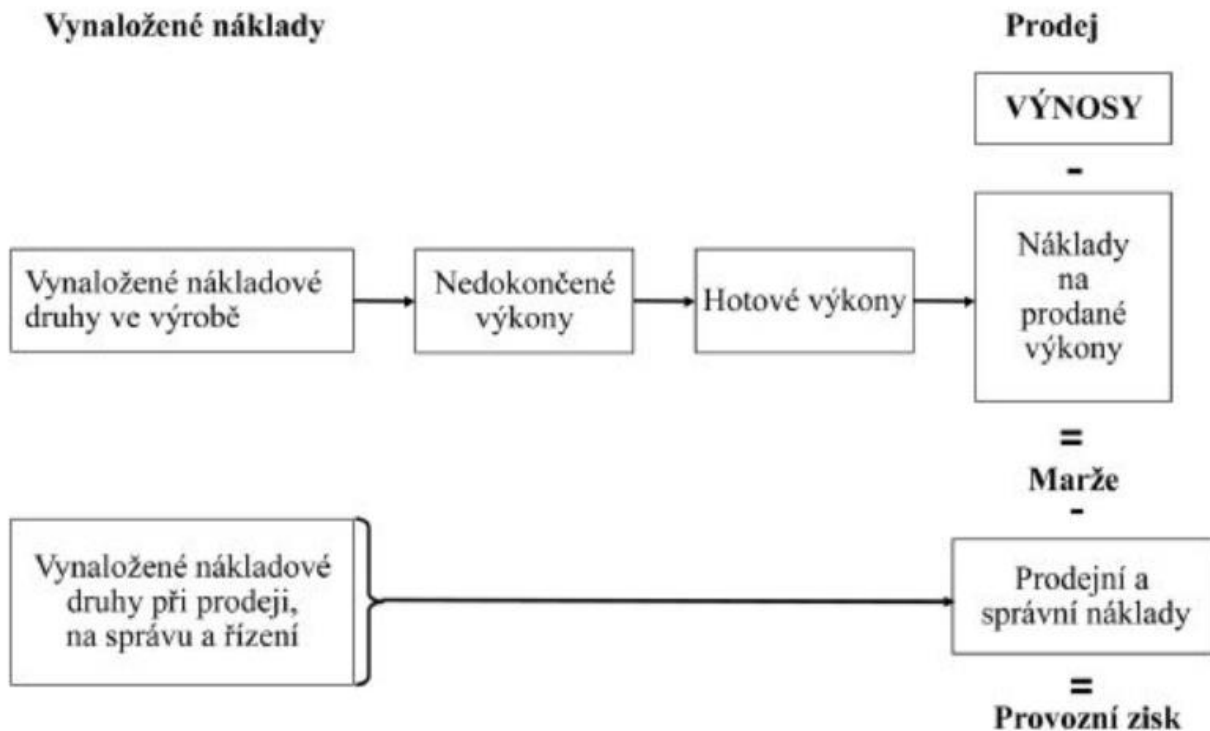 Vynaložené náklady
Prodej
VÝNOSY
-
Vynaložené nákladové
druhy ve výrobě
Nedokončené
výkony
Hotové výkony
Náklady
na
prodané
výkony
=
Marže
-
Vynaložené nákladové
druhy při prodeji,
na správu a řízení
Prodejní a
správní náklady
=
Provozní zisk